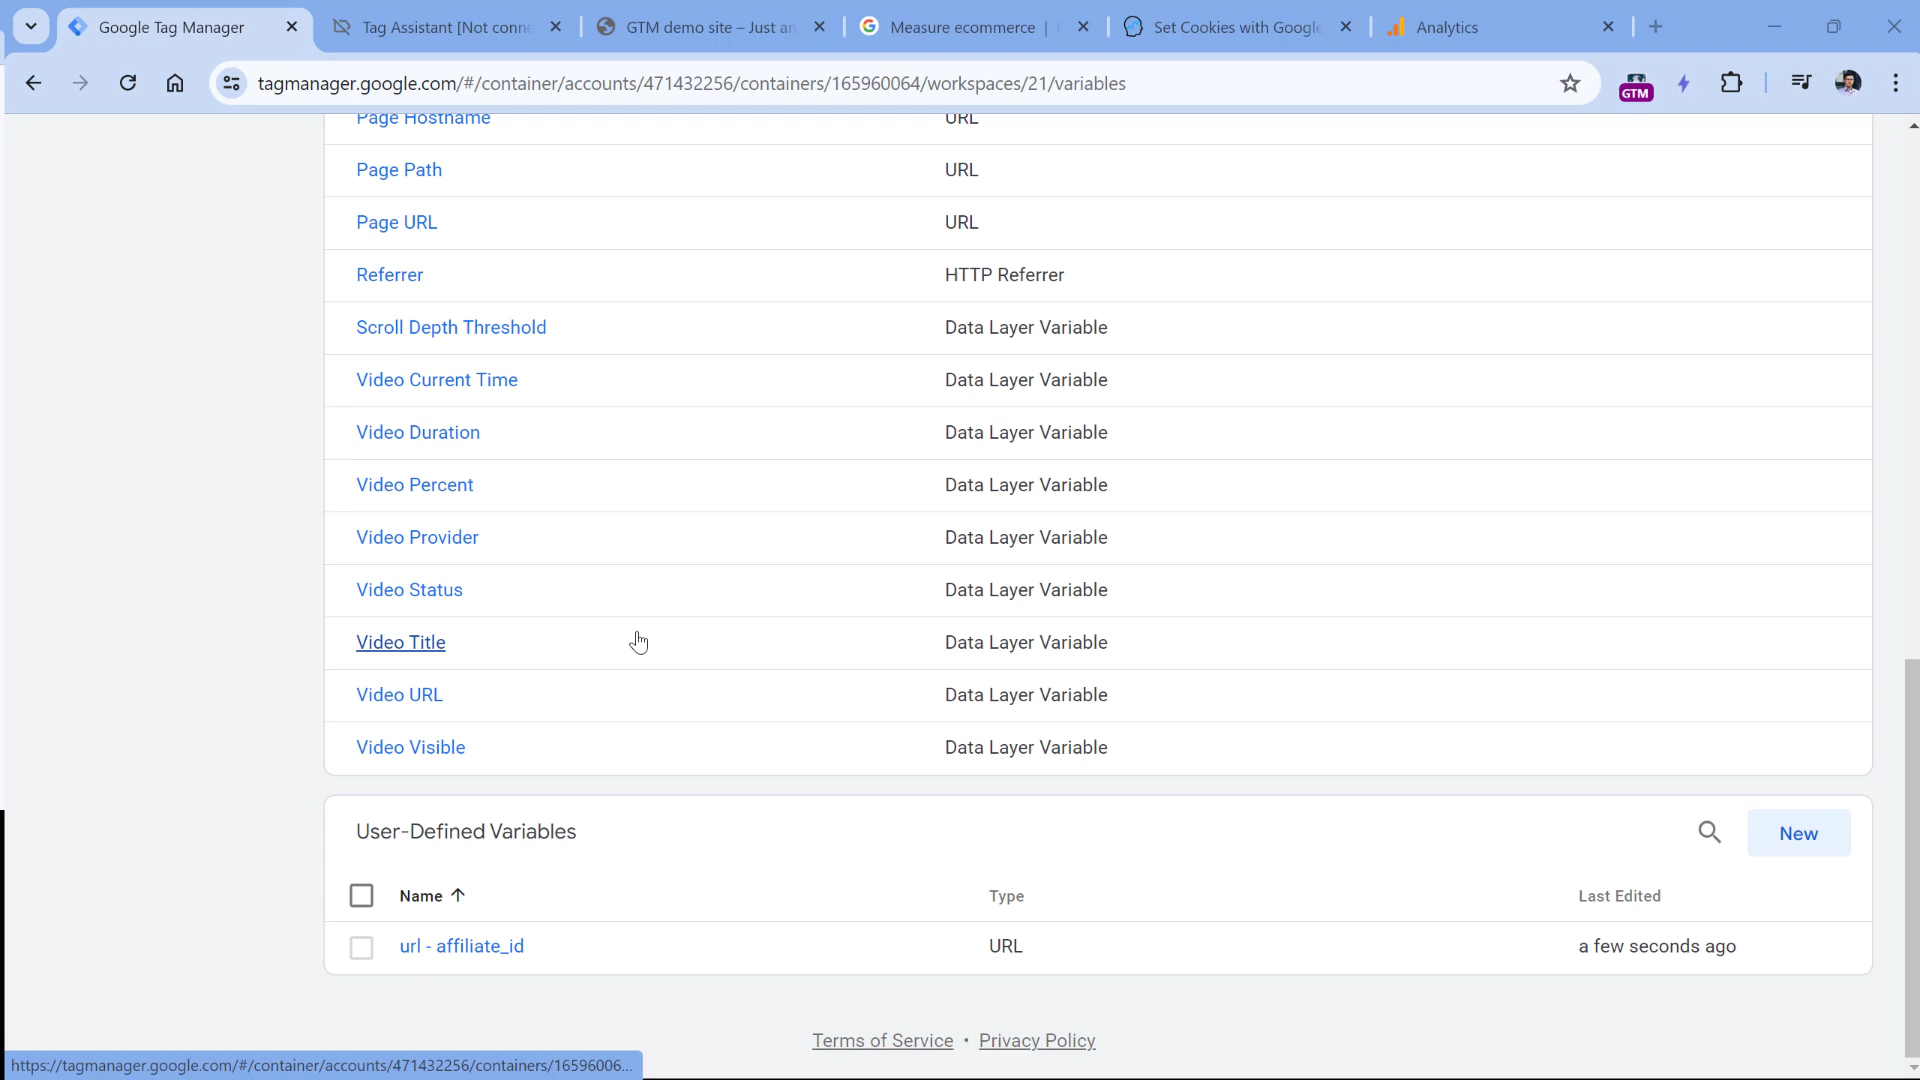 Google Tag Manager
Tag Assistant [Not conne
GTM demo site – Just an
Measure ecommerce |
Set Cookies with Google
Analytics
tagmanager.google.com/#/container/accounts/471432256/containers/165960064/workspaces/21/variables
GTM
Page Hostname URL
Page Path URL
Page URL URL
Referrer HTTP Referrer
Scroll Depth Threshold Data Layer Variable
Video Current Time Data Layer Variable
Video Duration Data Layer Variable
Video Percent Data Layer Variable
Video Provider Data Layer Variable
Video Status Data Layer Variable
Video Title Data Layer Variable
Video URL Data Layer Variable
Video Visible Data Layer Variable
User-Defined Variables New
Name Type Last Edited
url - affiliate_id URL a few seconds ago
Terms of Service • Privacy Policy
https://tagmanager.google.com/#/container/accounts/471432256/containers/16596006...